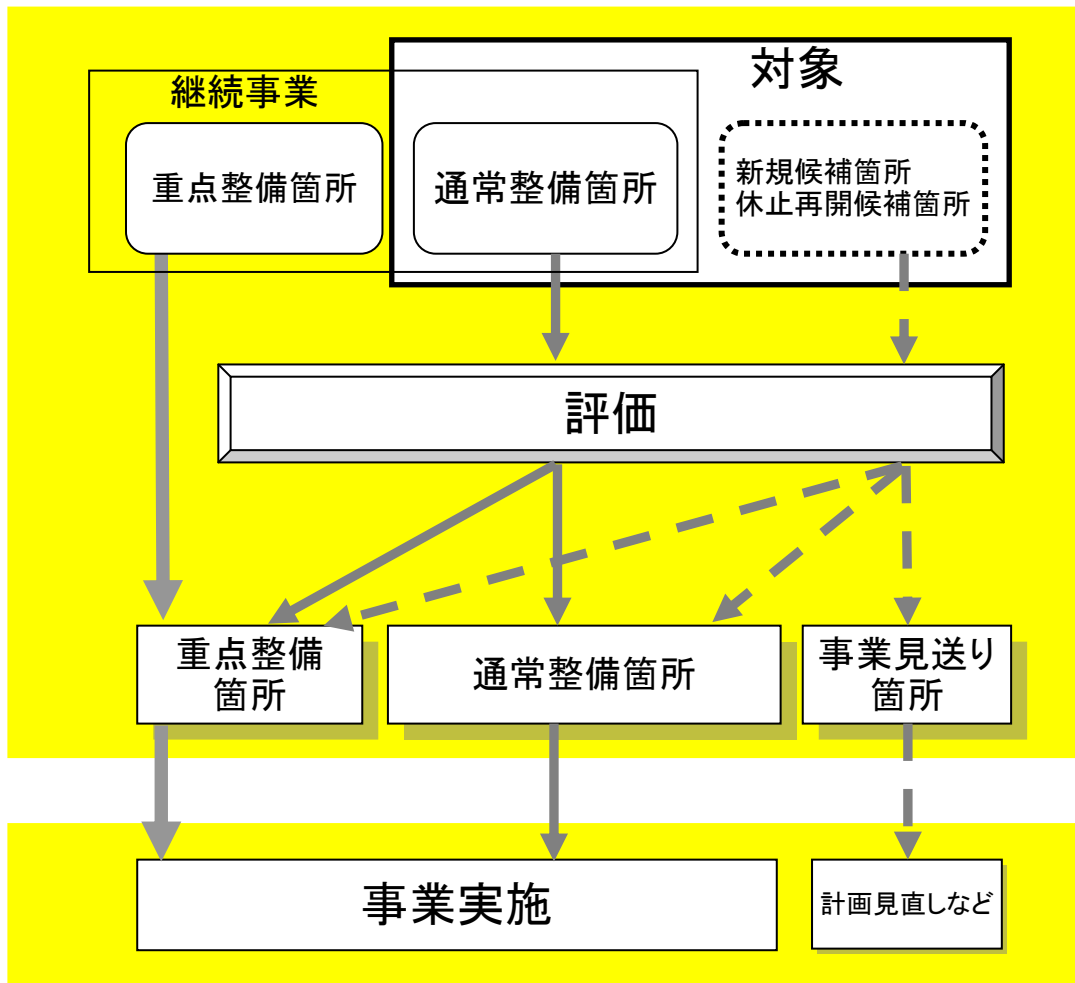 対象
継続事業
重点整備箇所
通常整備箇所
新規候補箇所
休止再開候補箇所
評価
重点整備
箇所
通常整備箇所
事業見送り
箇所
事業実施
計画見直しなど